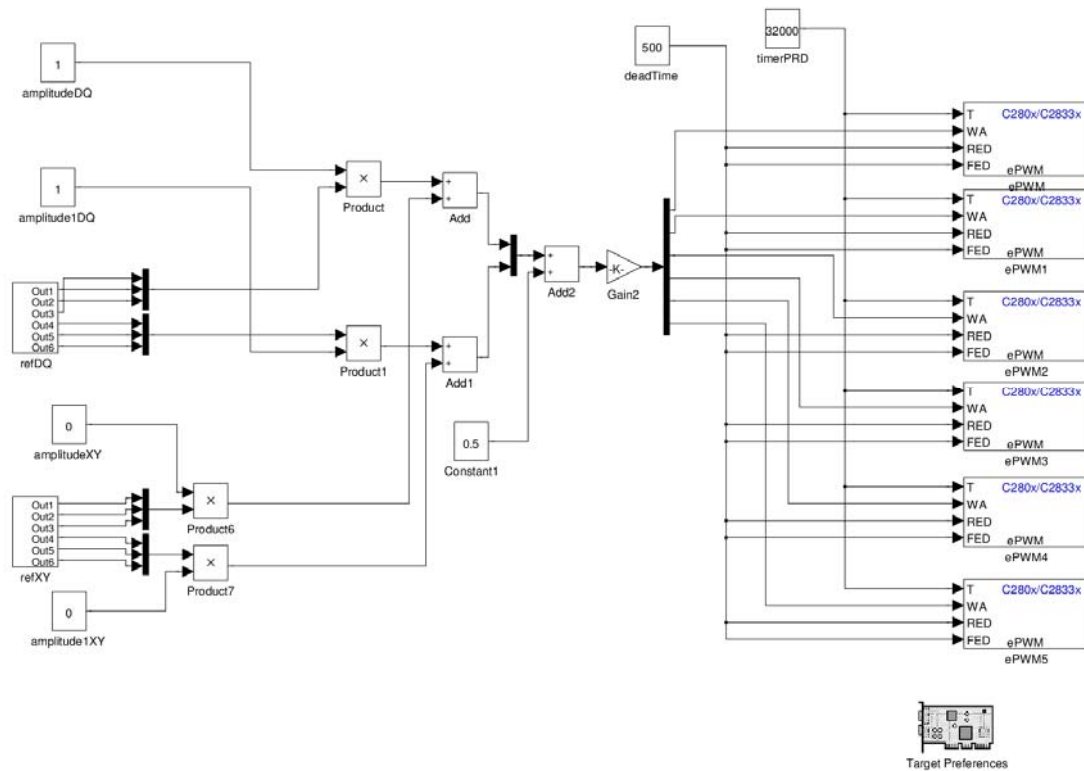 1
amplitudeDQ
1
amplitude1DQ
Out1
Out2
Out3
Out4
Out5
Out6
refDQ
0
amplitudeXY
Out1
Out2
Out3
Out4
Out5
Out6
refXY
0
amplitude1XY
×
Product
×
Product1
×
Product6
×
Product7
+
+
Add
+
+
Add1
0.5
Constant1
+
+
Add2
-K-
Gain2
500
deadTime
32000
timerPRD
T C280x/C2833x
WA
RED
FED ePWM
ePWM
T C280x/C2833x
WA
RED
FED ePWM
ePWM1
T C280x/C2833x
WA
RED
FED ePWM
ePWM2
T C280x/C2833x
WA
RED
FED ePWM
ePWM3
T C280x/C2833x
WA
RED
FED ePWM
ePWM4
T C280x/C2833x
WA
RED
FED ePWM
ePWM5
Target Preferences